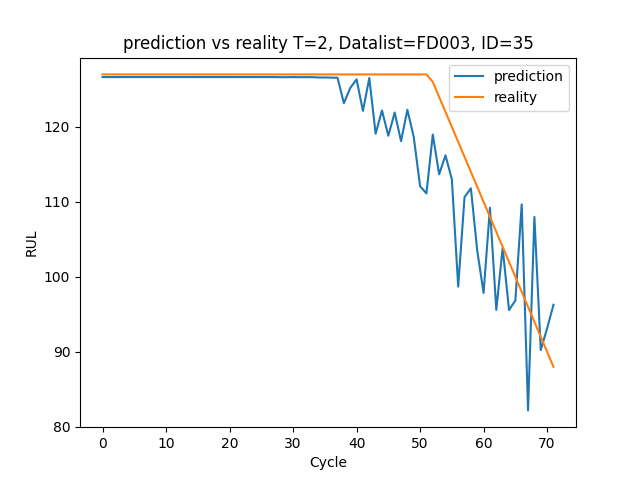 prediction vs reality T=2, Datalist=FD003, ID=35
prediction
reality
120
110
100
90
80
RUL
0 10 20 30 40 50 60 70
Cycle